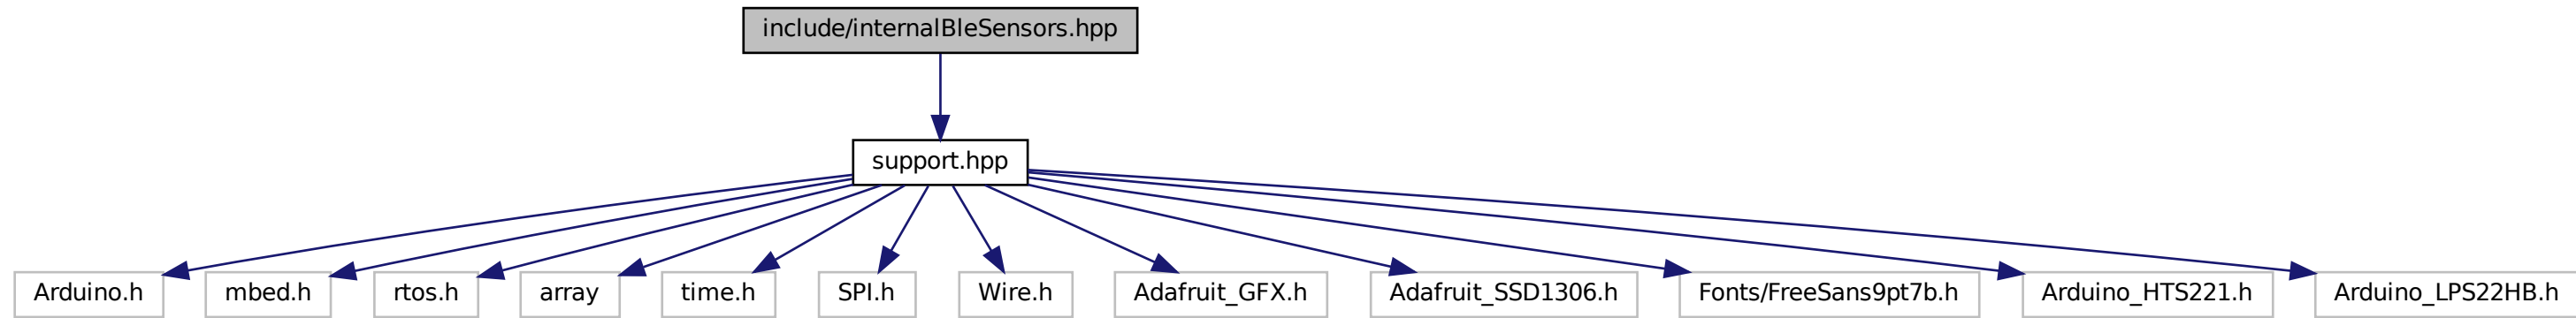 include/internalBleSensors.hpp
support.hpp
Arduino.h
mbed.h
rtos.h
array
time.h
SPI.h
Wire.h
Adafruit_GFX.h
Adafruit_SSD1306.h
Fonts/FreeSans9pt7b.h
Arduino_HTS221.h
Arduino_LPS22HB.h